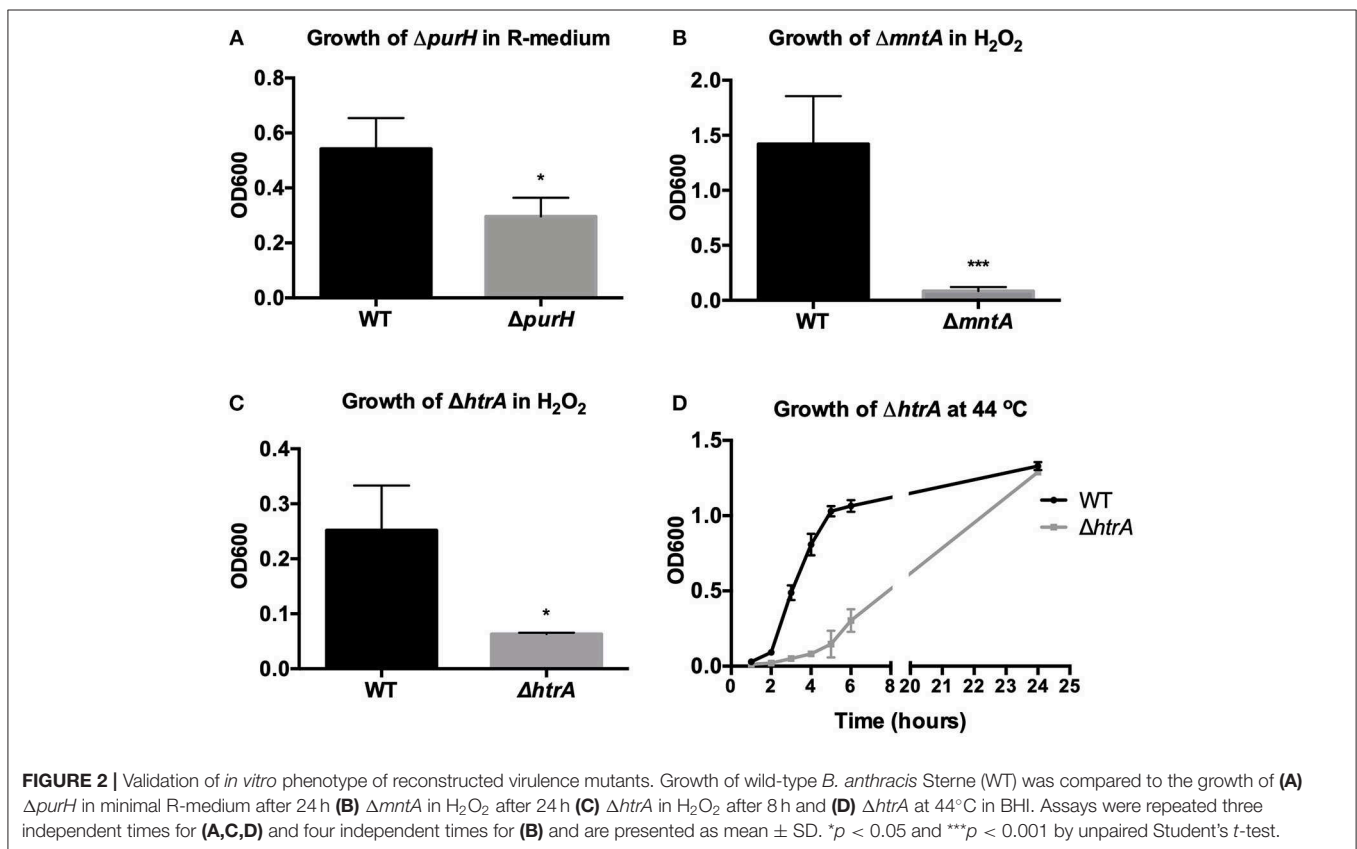 A Growth of ΔpurH in R-medium
0.8
0.6
0.4
0.2
0.0
OD600
*
WT ΔpurH
B Growth of ΔmntA in H₂O₂
2.0
1.5
1.0
0.5
0.0
OD600
***
WT ΔmntA
C Growth of ΔhtrA in H₂O₂
0.4
0.3
0.2
0.1
0.0
OD600
*
WT ΔhtrA
D Growth of ΔhtrA at 44 °C
1.5
1.0
0.5
0.0
OD600
WT
ΔhtrA
0 2 4 6 8 20 21 22 23 24 25
Time (hours)
FIGURE 2 | Validation of in vitro phenotype of reconstructed virulence mutants. Growth of wild-type B. anthracis Sterne (WT) was compared to the growth of (A)
ΔpurH in minimal R-medium after 24 h (B) ΔmntA in H₂O₂ after 24 h (C) ΔhtrA in H₂O₂ after 8 h and (D) ΔhtrA at 44°C in BHI. Assays were repeated three
independent times for (A,C,D) and four independent times for (B) and are presented as mean ± SD. *p < 0.05 and ***p < 0.001 by unpaired Student's t-test.